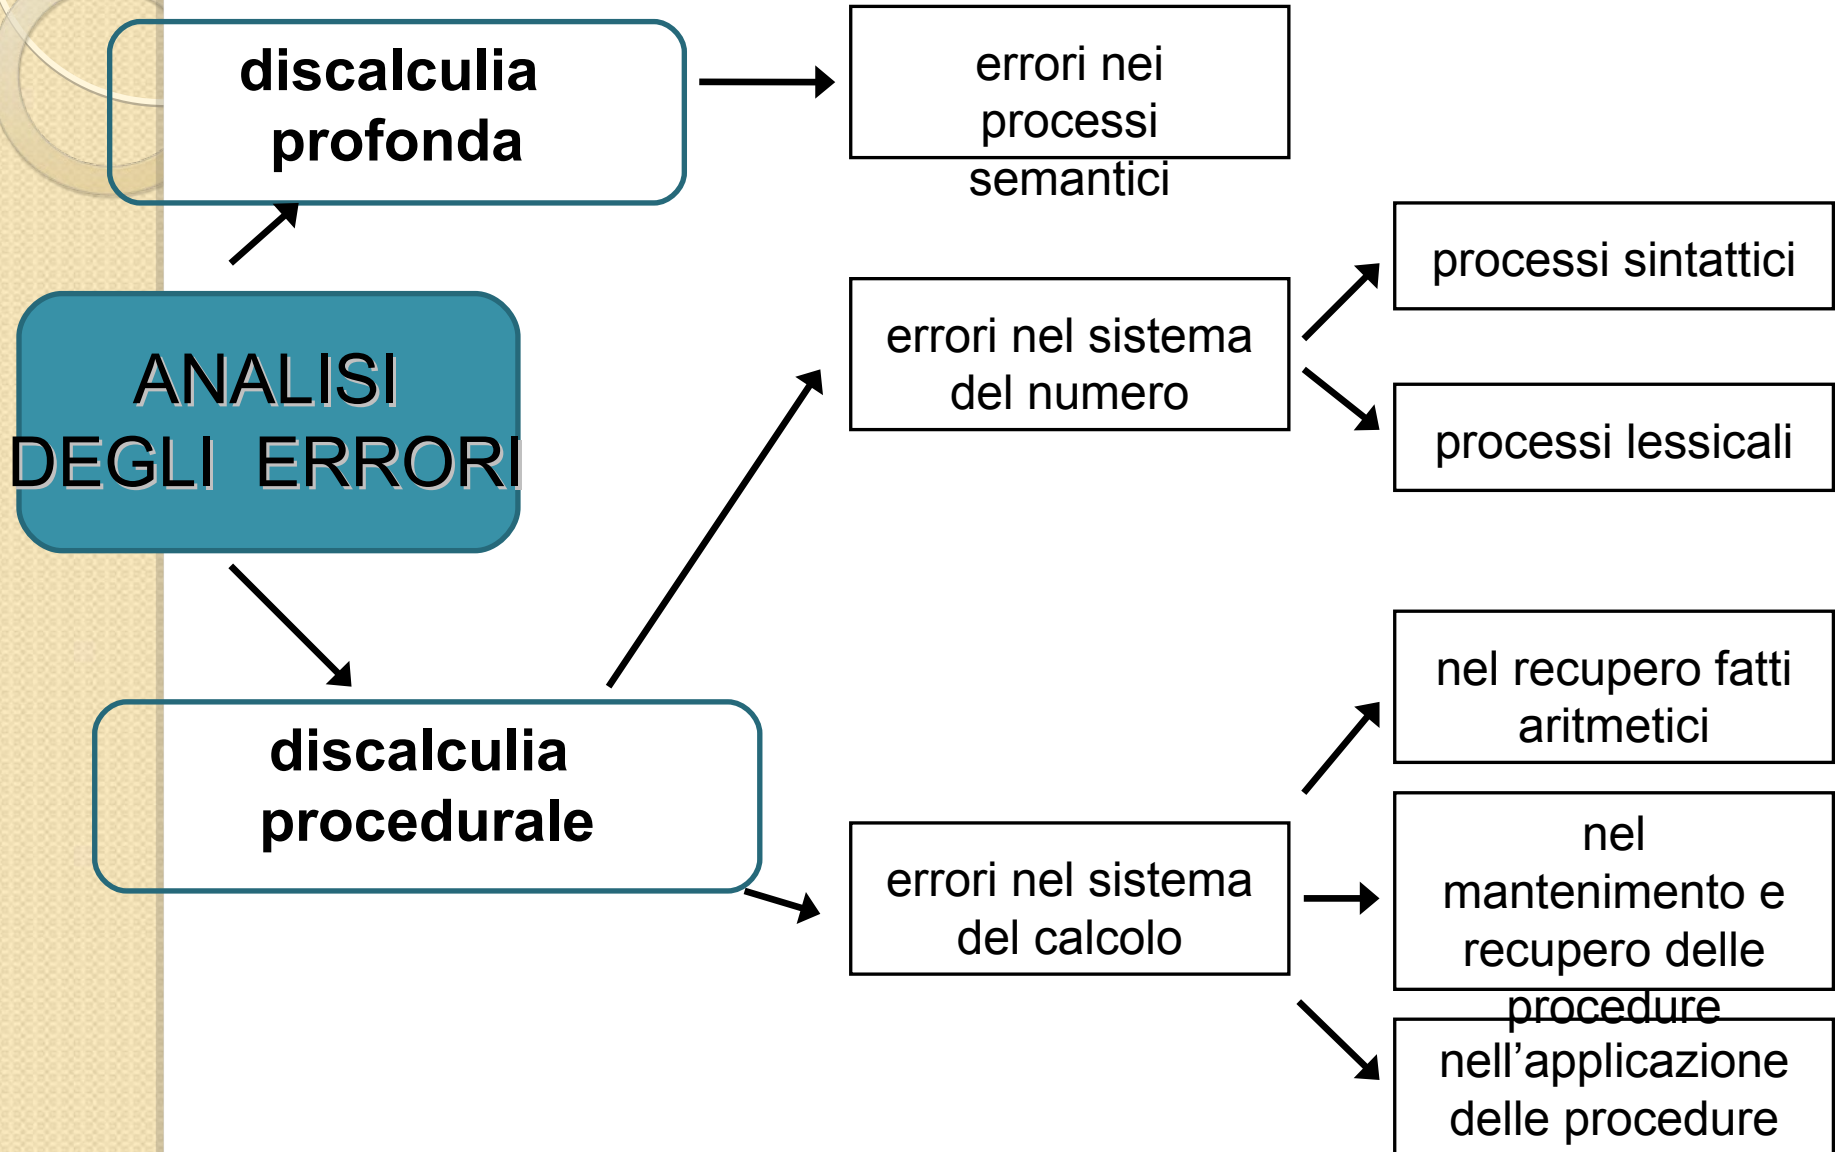 discalculia
profonda
errori nei
processi
semantici
ANALISI
DEGLI ERRORI
errori nel sistema
del numero
processi sintattici
processi lessicali
discalculia
procedurale
errori nel sistema
del calcolo
nel recupero fatti
aritmetici
nel
mantenimento e
recupero delle
procedure
nell’applicazione
delle procedure